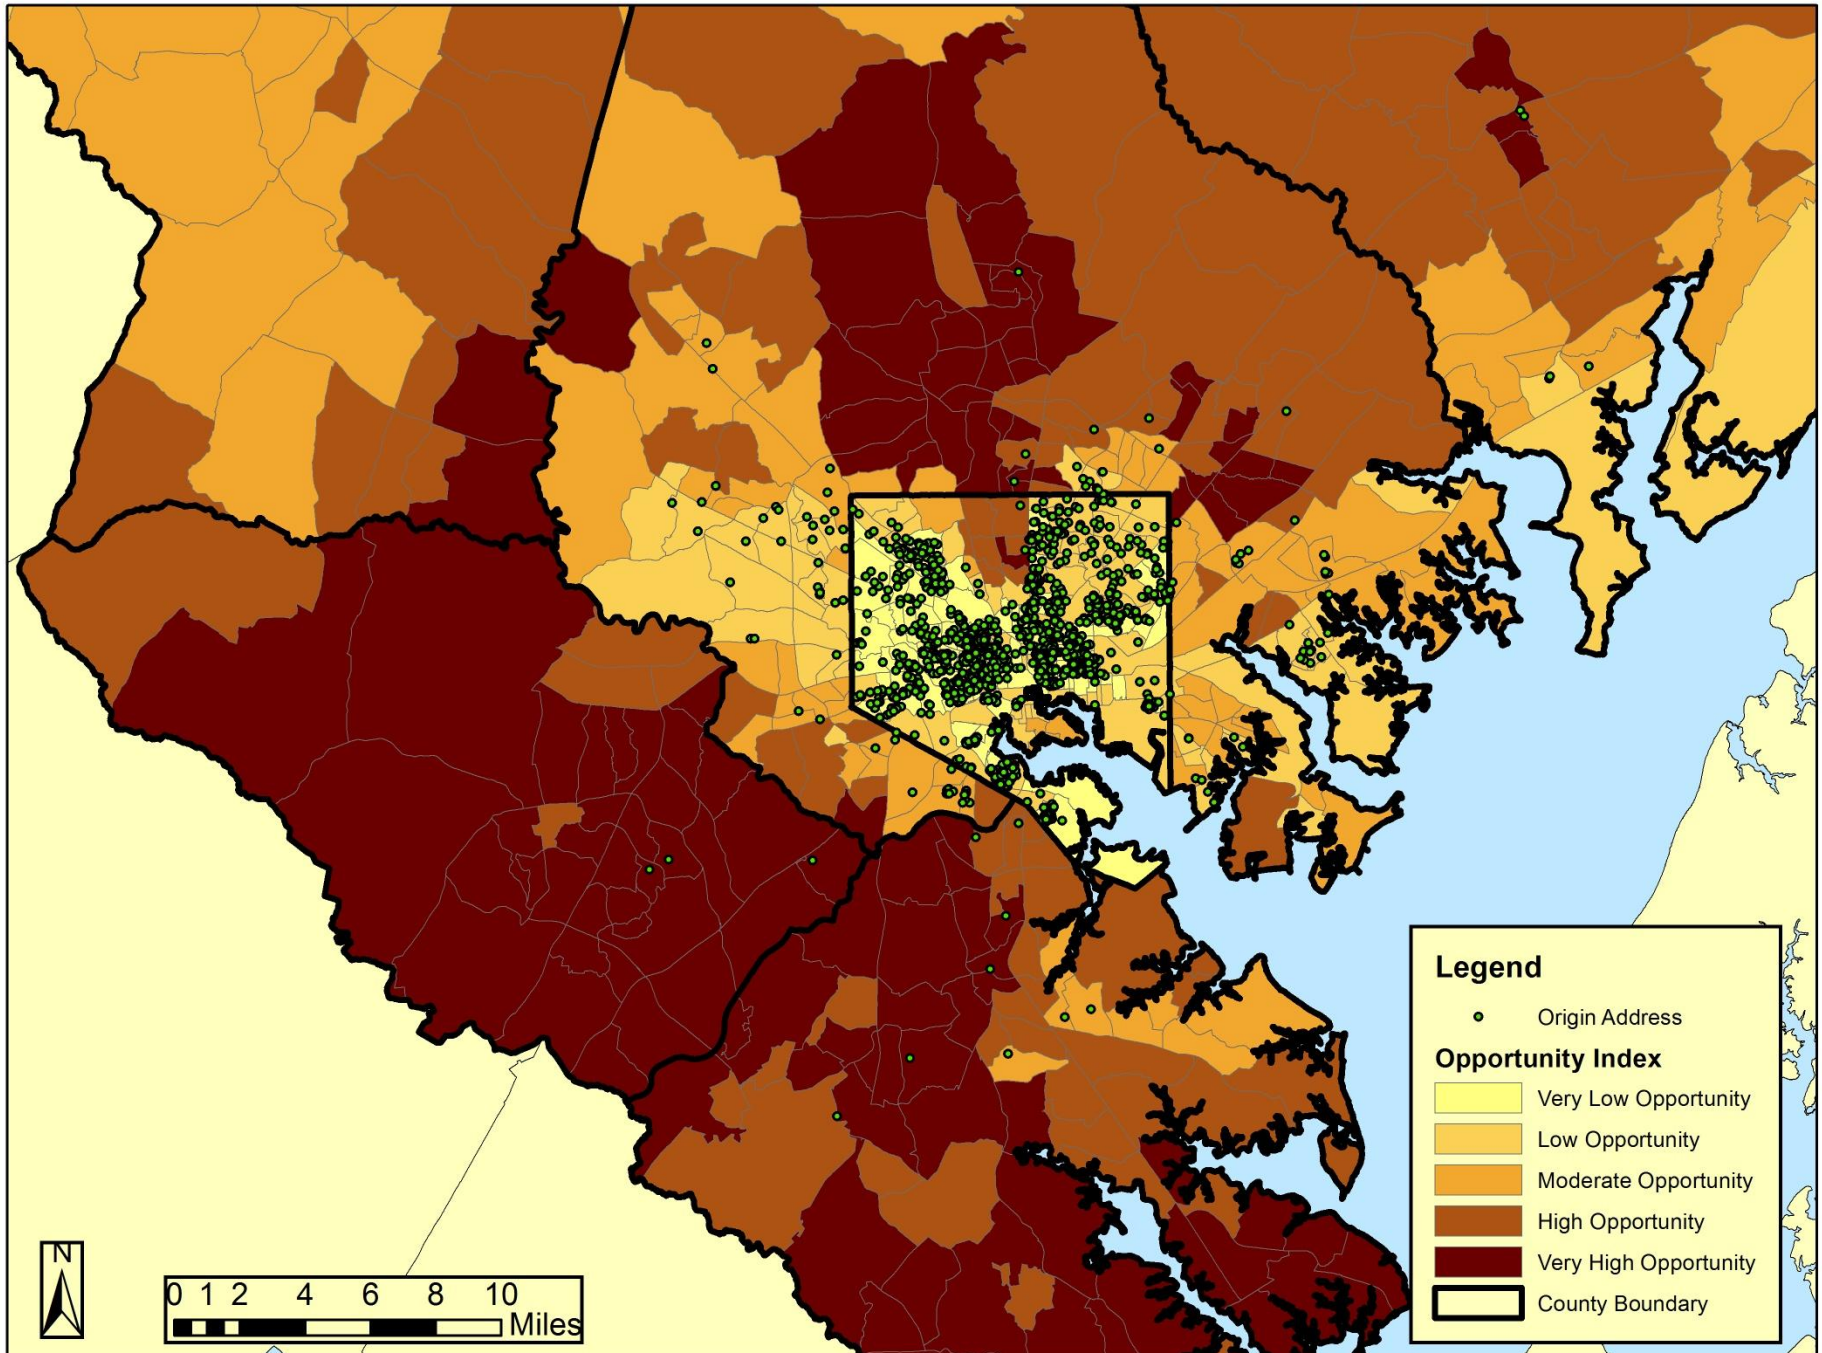 Legend
Origin Address
Opportunity Index
Very Low Opportunity
Low Opportunity
Moderate Opportunity
High Opportunity
Very High Opportunity
County Boundary
N
0 1 2 4 6 8 10
Miles